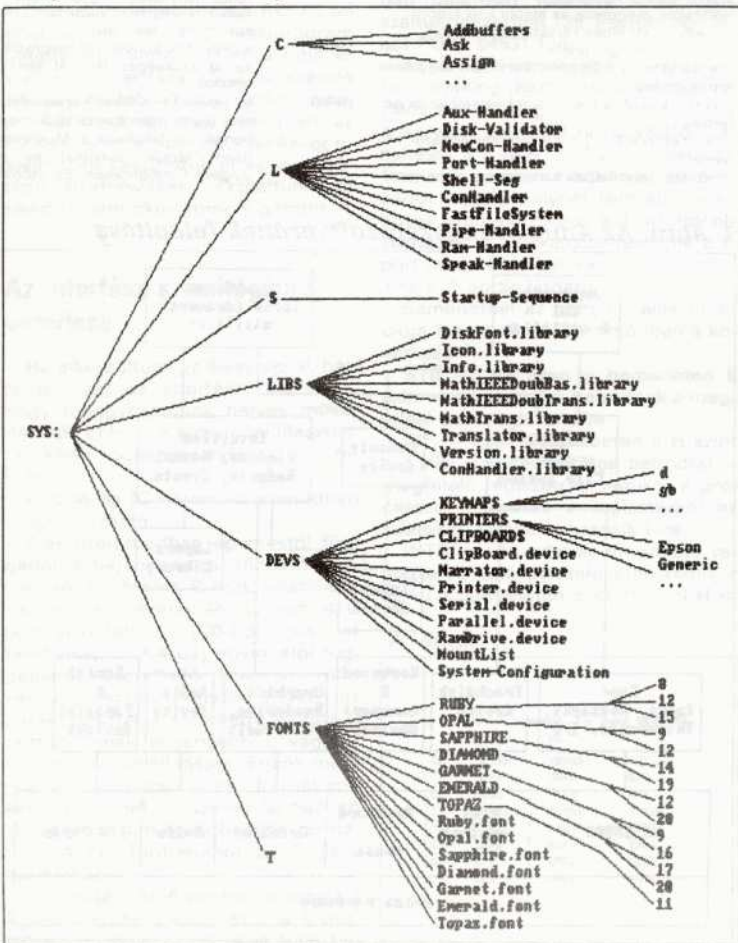 SYS:
C
Addbuffers
Ask
Assign
...
L
Aux-Handler
Disk-Validator
NewCon-Handler
Port-Handler
Shell-Seg
ConHandler
FastFileSystem
Pipe-Handler
Ram-Handler
Speak-Handler
S
Startup-Sequence
LIBS
DiskFont.library
Icon.library
Info.library
MathIEEEDoubBas.library
MathIEEEDoubTrans.library
MathTrans.library
Translator.library
Version.library
ConHandler.library
DEVS
KEYMAPS
d
gb
...
PRINTERS
Epson
Generic
...
CLIPBOARDS
ClipBoard.device
Narrator.device
Printer.device
Serial.device
Parallel.device
RamDrive.device
MountList
System-Configuration
FONTS
RUBY
OPAL
SAPPHIRE
DIAMOND
GARNET
EMERALD
TOPAZ
Ruby.font
Opal.font
Sapphire.font
Diamond.font
Garnet.font
Emerald.font
Topaz.font
8
12
15
9
12
14
19
12
20
9
16
17
20
11
T